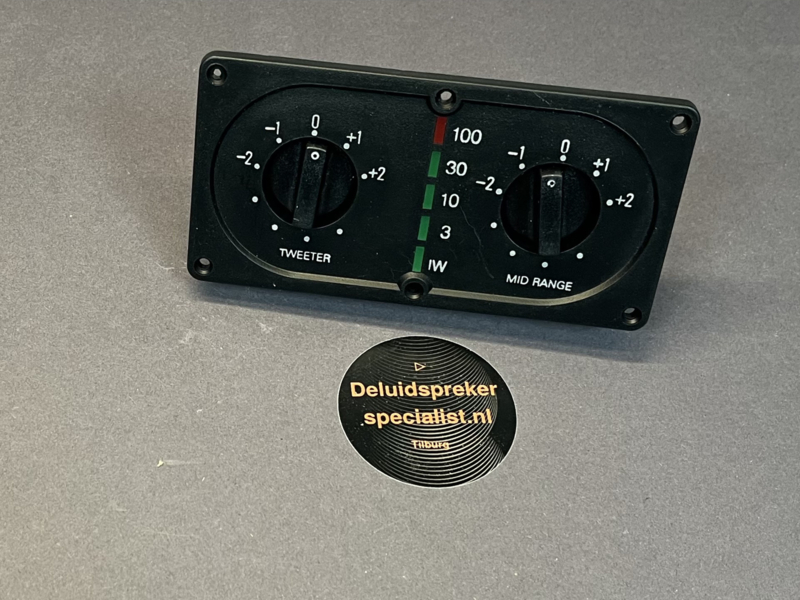 -2 -1 0 +1 +2
TWEETER
100
30
10
3
1W
-2 -1 0 +1 +2
MID RANGE
Deluidspreker
specialist.nl
Tilburg